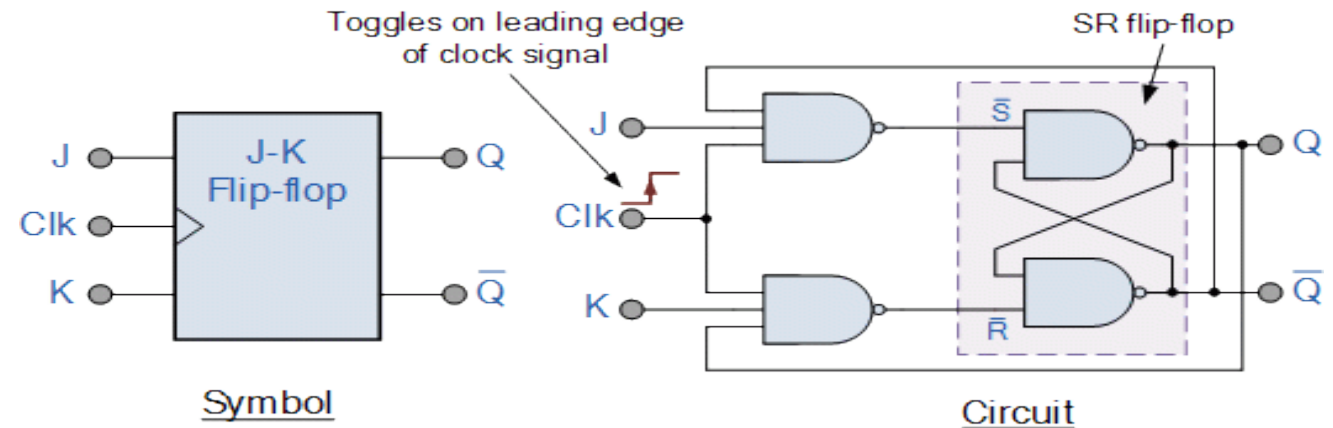 Toggles on leading edge
of clock signal
SR flip-flop
J
J-K
Flip-flop
Q
Clk
K
Q̅
Symbol
J
Clk
K
S̅
R̅
Q
Q̅
Circuit